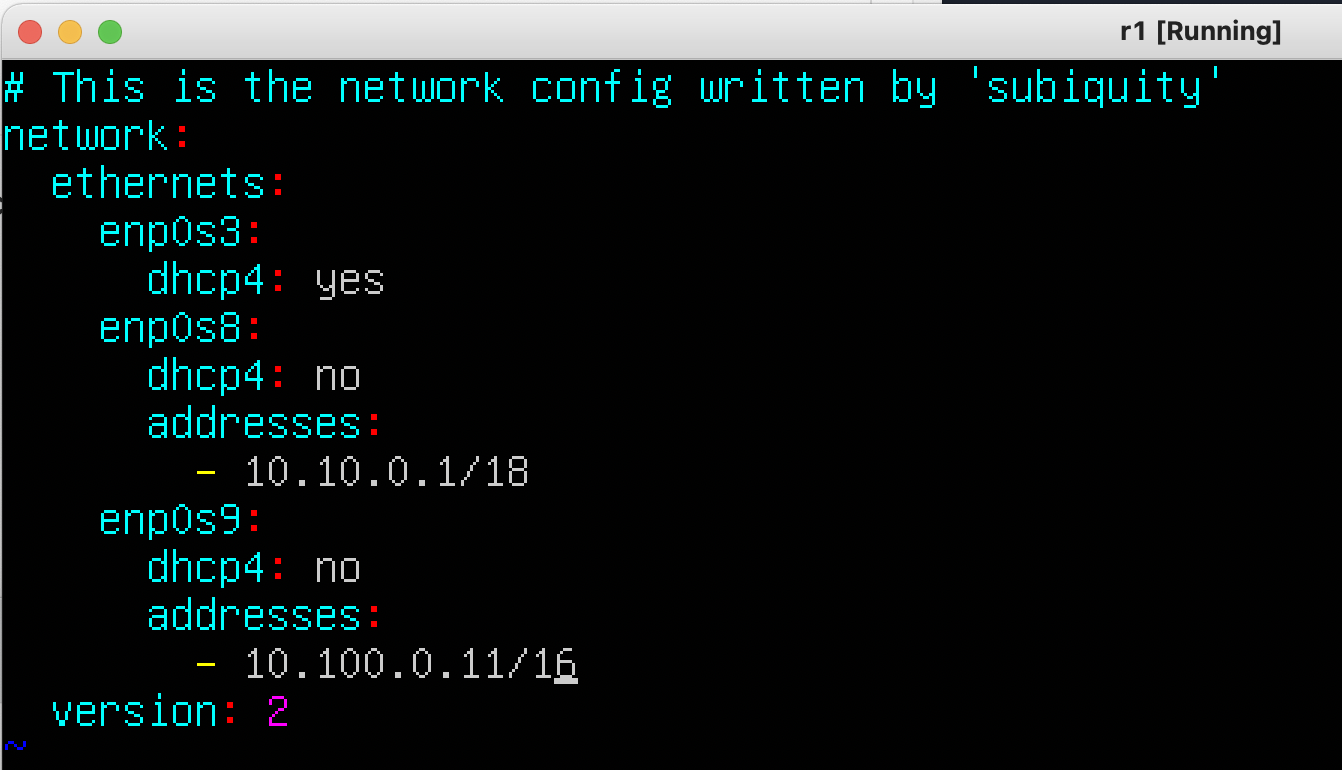 r1 [Running]
# This is the network config written by 'subiquity'
network:
  ethernets:
    enp0s3:
      dhcp4: yes
    enp0s8:
      dhcp4: no
      addresses:
        - 10.10.0.1/18
    enp0s9:
      dhcp4: no
      addresses:
        - 10.100.0.11/16
  version: 2
~